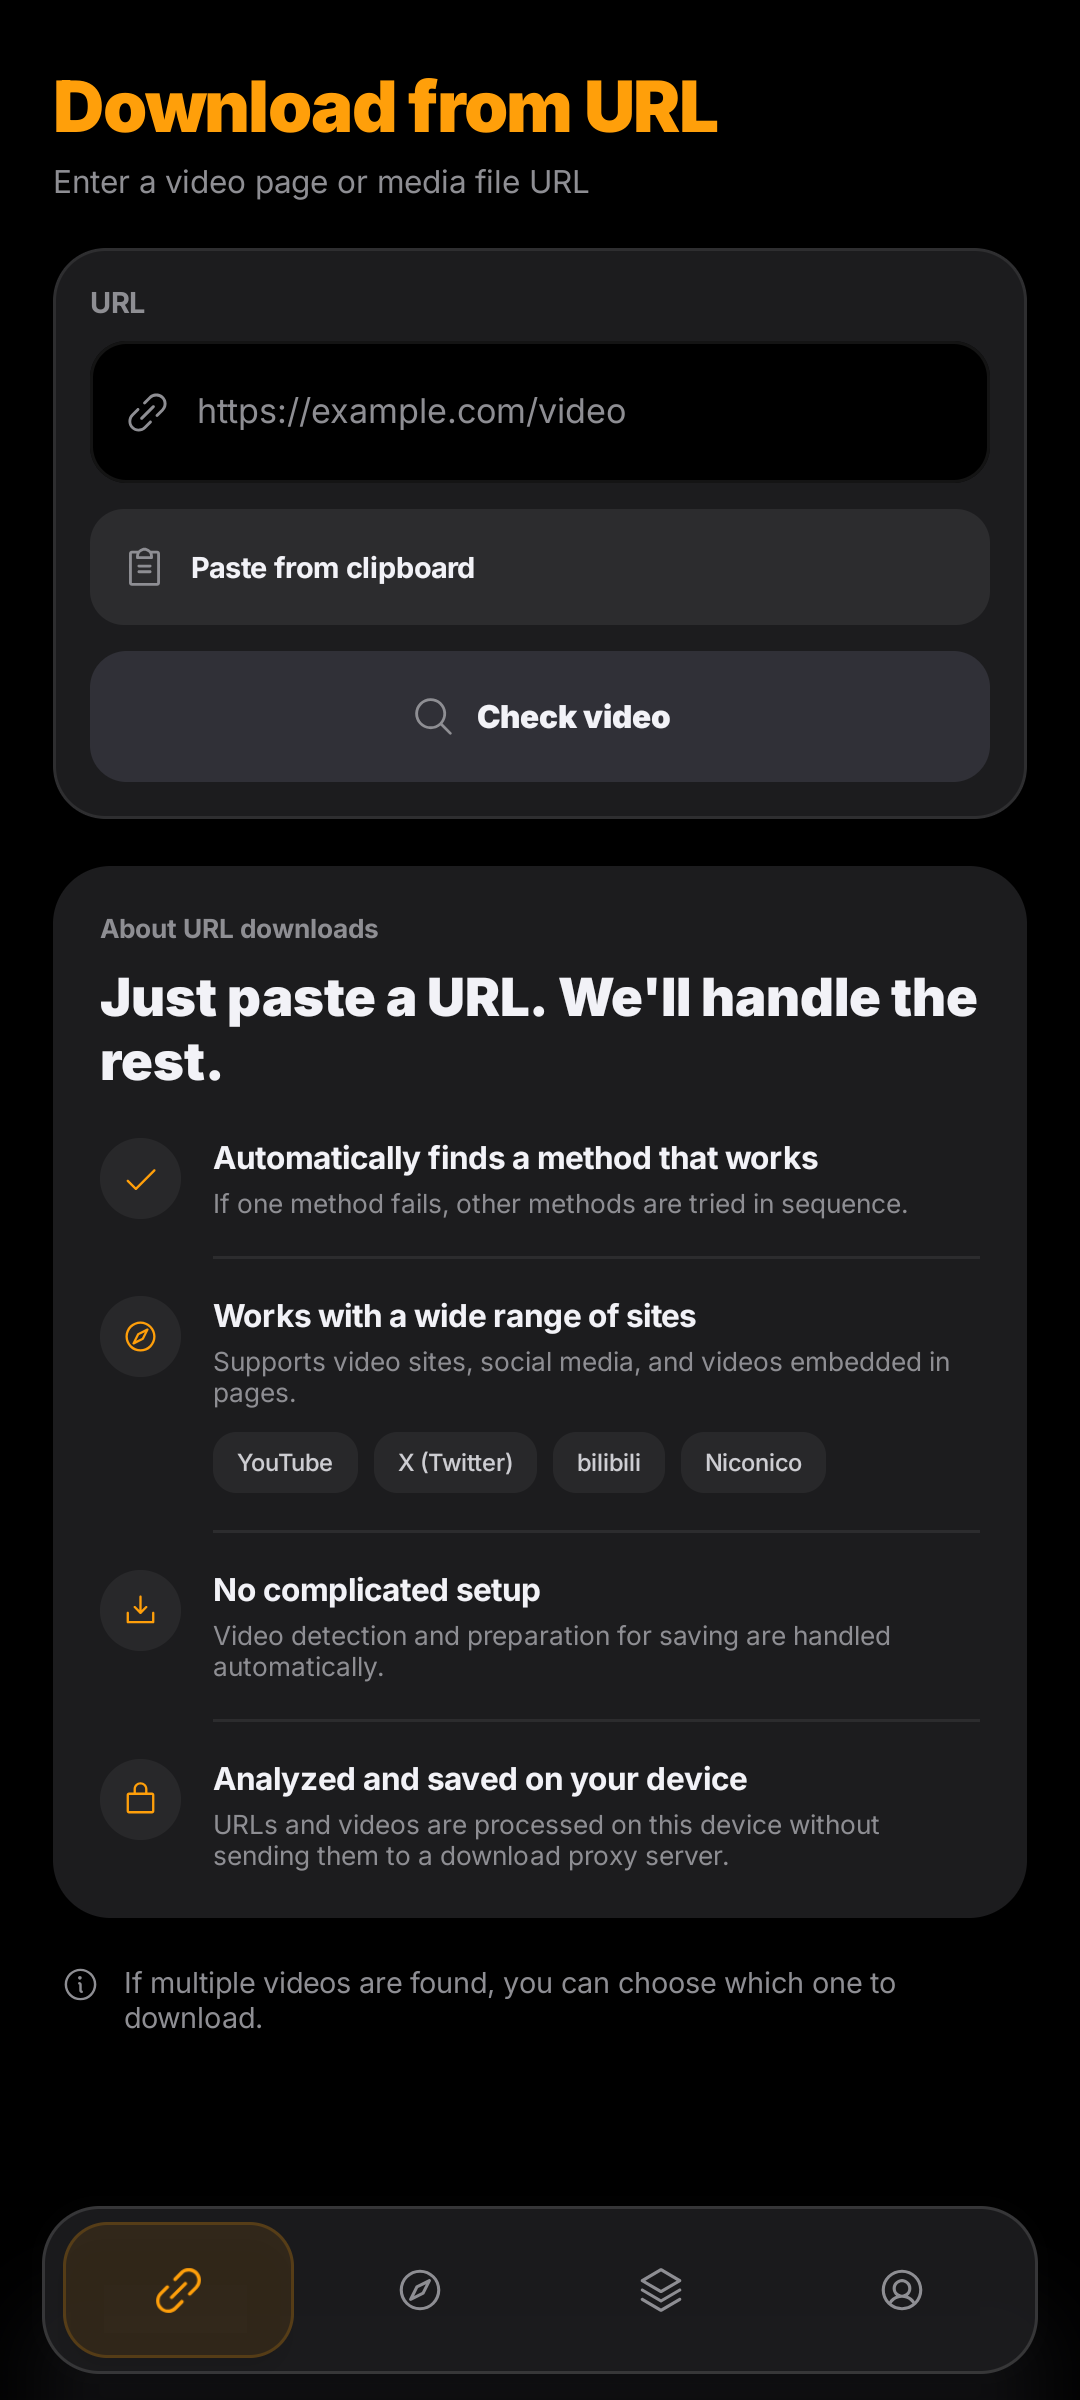 Download from URL
Enter a video page or media file URL
URL
https://example.com/video
Paste from clipboard
Check video
About URL downloads
Just paste a URL. We'll handle the
rest.
Automatically finds a method that works
If one method fails, other methods are tried in sequence.
Works with a wide range of sites
Supports video sites, social media, and videos embedded in
pages.
YouTube
X (Twitter)
bilibili
Niconico
No complicated setup
Video detection and preparation for saving are handled
automatically.
Analyzed and saved on your device
URLs and videos are processed on this device without
sending them to a download proxy server.
If multiple videos are found, you can choose which one to
download.